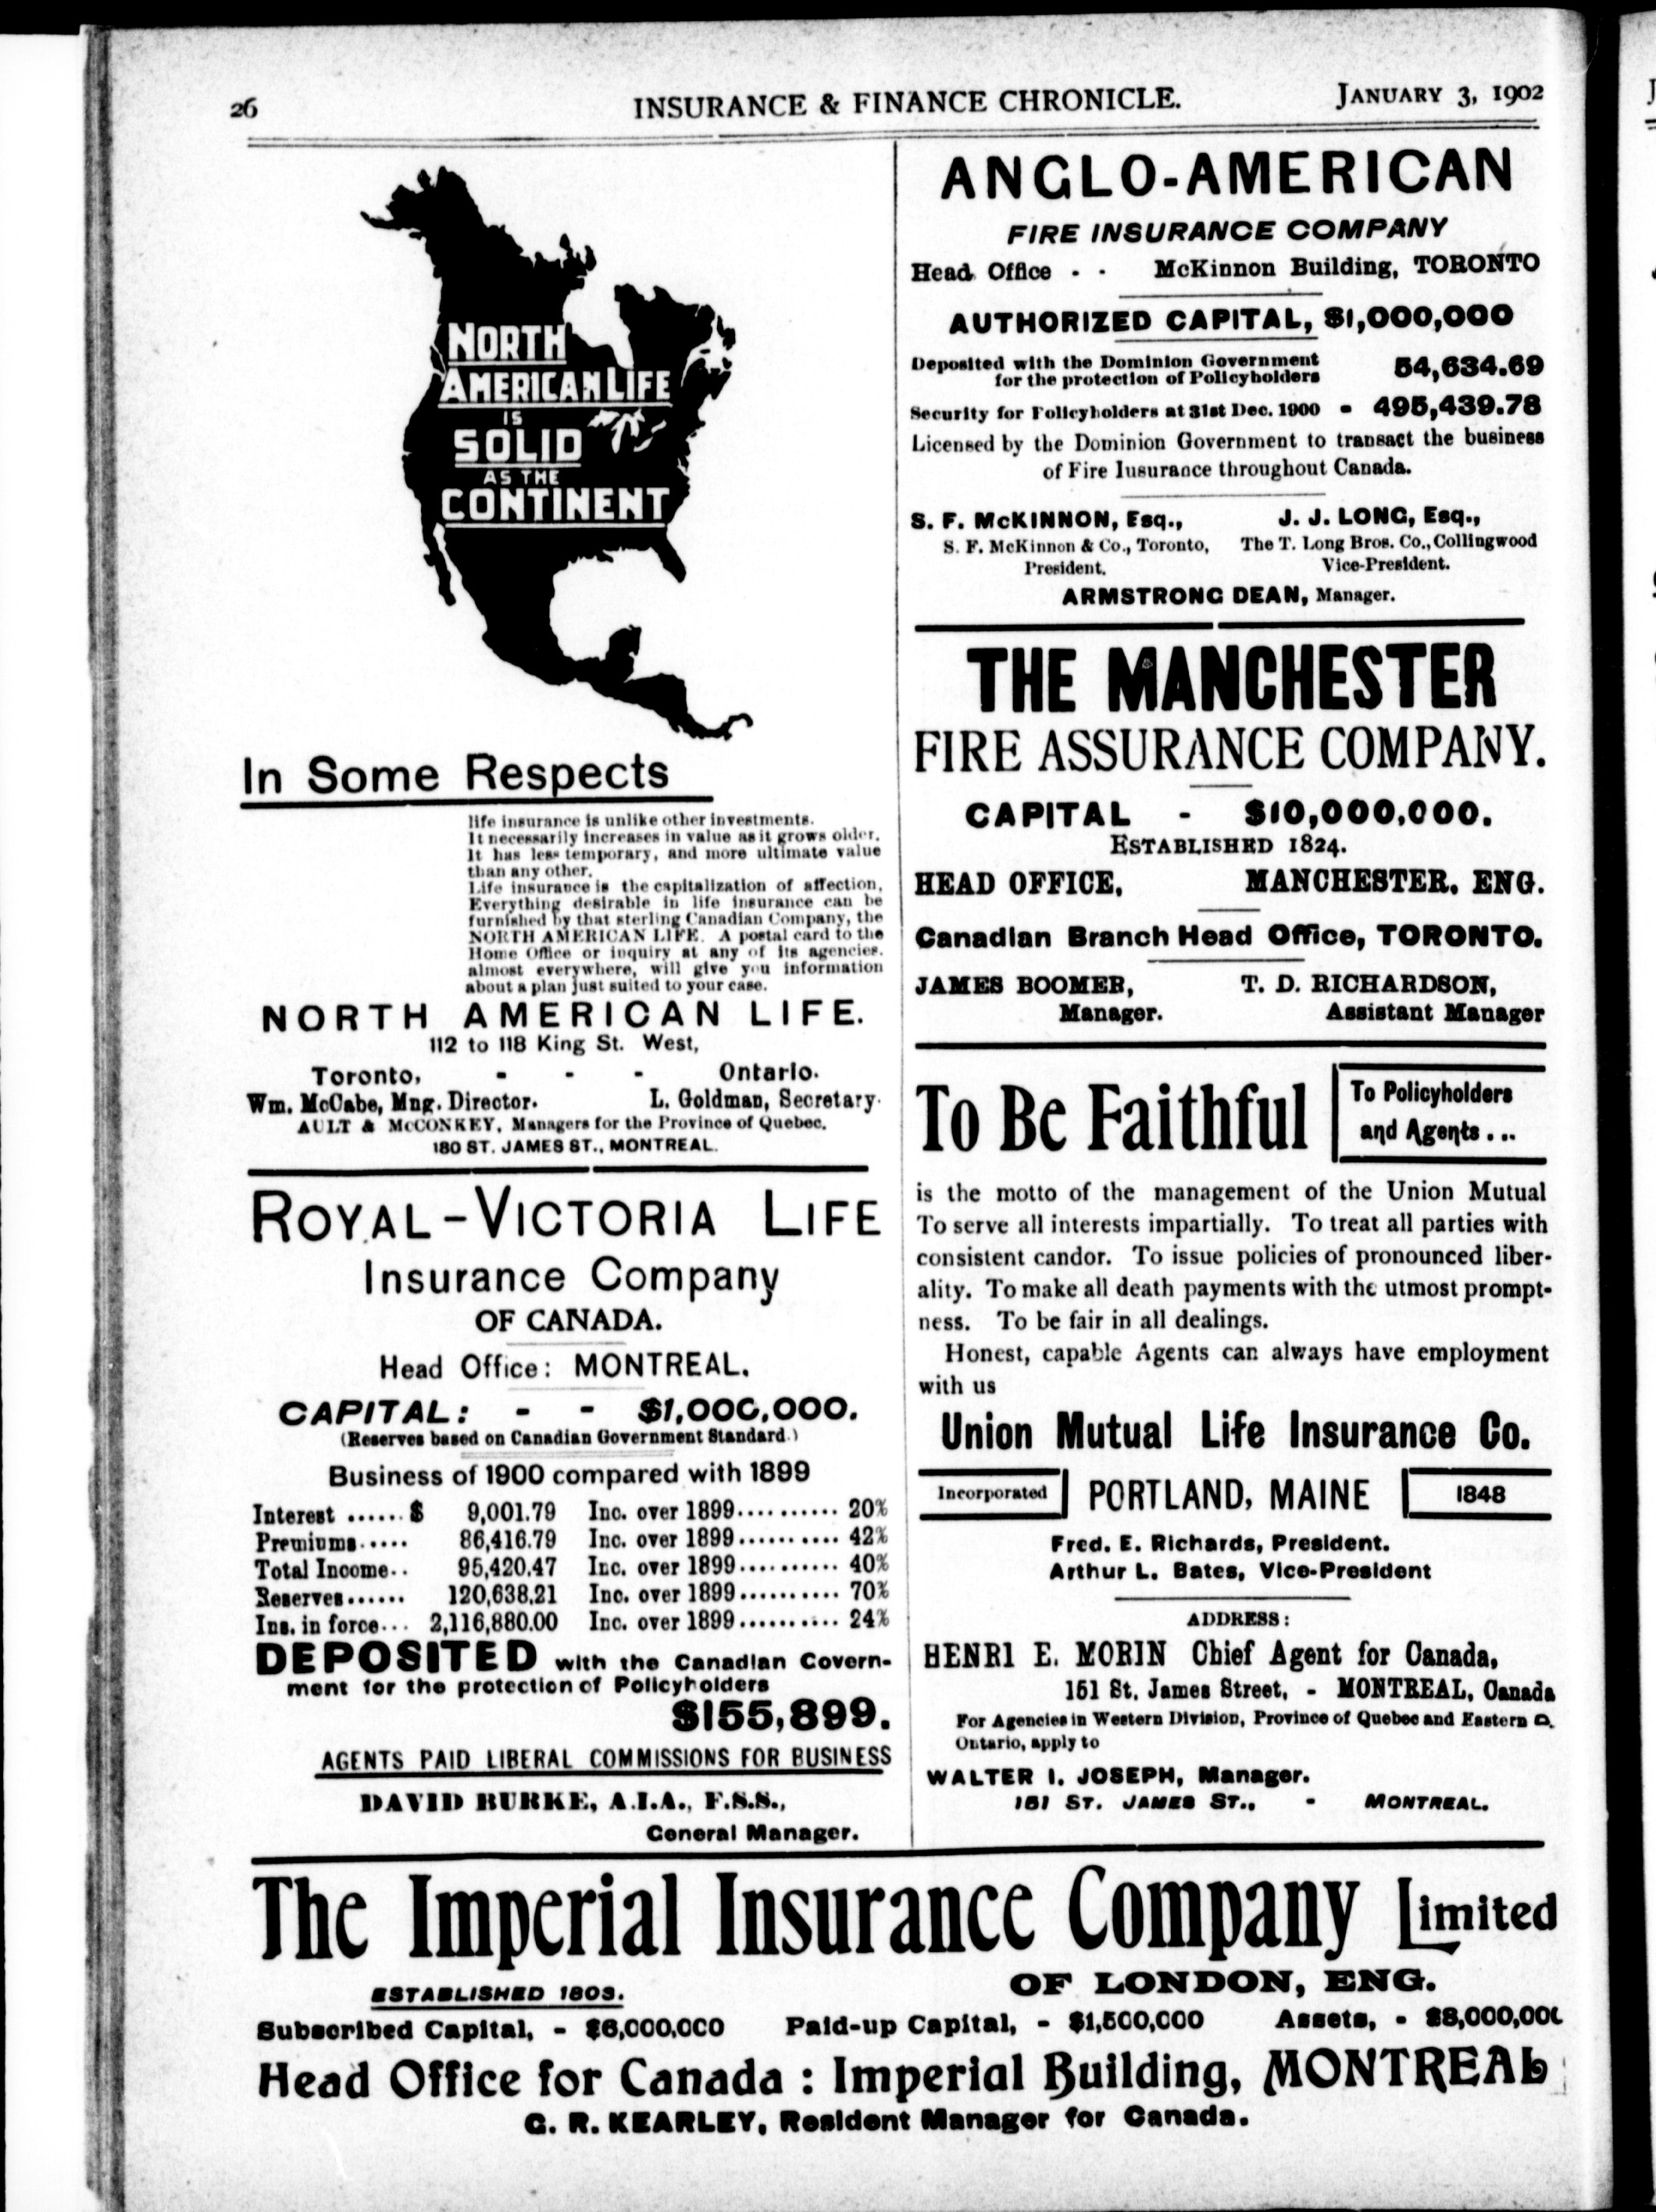 26
INSURANCE & FINANCE CHRONICLE.
JANUARY 3, 1902
NORTH
AMERICAN LIFE
IS
SOLID
AS THE
CONTINENT
In Some Respects
life insurance is unlike other investments.
It necessarily increases in value as it grows older.
It has less temporary, and more ultimate value
than any other.
Life insurance is the capitalization of affection,
Everything desirable in life insurance can be
furnished by that sterling Canadian Company, the
NORTH AMERICAN LIFE. A postal card to the
Home Office or inquiry at any of its agencies.
almost everywhere, will give you information
about a plan just suited to your case.
NORTH AMERICAN LIFE.
112 to 118 King St. West,
Toronto, - - - Ontario.
Wm. McCabe, Mng. Director. L. Goldman, Secretary.
AULT & McCONKEY, Managers for the Province of Quebec.
180 ST. JAMES ST., MONTREAL.
ROYAL-VICTORIA LIFE
Insurance Company
OF CANADA.
Head Office: MONTREAL.
CAPITAL: - - $1,000,000.
(Reserves based on Canadian Government Standard.)
Business of 1900 compared with 1899
Interest ...... $ 9,001.79 Inc. over 1899.......... 20%
Premiums..... 86,416.79 Inc. over 1899.......... 42%
Total Income.. 95,420.47 Inc. over 1899.......... 40%
Reserves...... 120,638.21 Inc. over 1899.......... 70%
Ins. in force... 2,116,880.00 Inc. over 1899.......... 24%
DEPOSITED with the Canadian Govern-
ment for the protection of Policyholders
$155,899.
AGENTS PAID LIBERAL COMMISSIONS FOR BUSINESS
DAVID BURKE, A.I.A., F.S.S.,
General Manager.
ANGLO-AMERICAN
FIRE INSURANCE COMPANY
Head Office - - McKinnon Building, TORONTO
AUTHORIZED CAPITAL, $1,000,000
Deposited with the Dominion Government
for the protection of Policyholders 54,634.69
Security for Policyholders at 31st Dec. 1900 - 495,439.78
Licensed by the Dominion Government to transact the business
of Fire Insurance throughout Canada.
S. F. McKINNON, Esq., J. J. LONG, Esq.,
S. F. McKinnon & Co., Toronto, The T. Long Bros. Co., Collingwood
President. Vice-President.
ARMSTRONG DEAN, Manager.
THE MANCHESTER
FIRE ASSURANCE COMPANY.
CAPITAL - $10,000,000.
ESTABLISHED 1824.
HEAD OFFICE, MANCHESTER, ENG.
Canadian Branch Head Office, TORONTO.
JAMES BOOMER, T. D. RICHARDSON,
Manager. Assistant Manager
To Be Faithful
To Policyholders
and Agents...
is the motto of the management of the Union Mutual
To serve all interests impartially. To treat all parties with
consistent candor. To issue policies of pronounced liber-
ality. To make all death payments with the utmost prompt-
ness. To be fair in all dealings.
Honest, capable Agents can always have employment
with us
Union Mutual Life Insurance Co.
Incorporated PORTLAND, MAINE 1848
Fred. E. Richards, President.
Arthur L. Bates, Vice-President
ADDRESS:
HENRI E. MORIN Chief Agent for Canada,
151 St. James Street, - MONTREAL, Canada
For Agencies in Western Division, Province of Quebec and Eastern
Ontario, apply to
WALTER I. JOSEPH, Manager.
151 ST. JAMES ST., - MONTREAL.
The Imperial Insurance Company Limited
ESTABLISHED 1803.
OF LONDON, ENG.
Subscribed Capital, - $6,000,000 Paid-up Capital, - $1,500,000 Assets, - $8,000,000
Head Office for Canada : Imperial Building, MONTREAL
G. R. KEARLEY, Resident Manager for Canada.